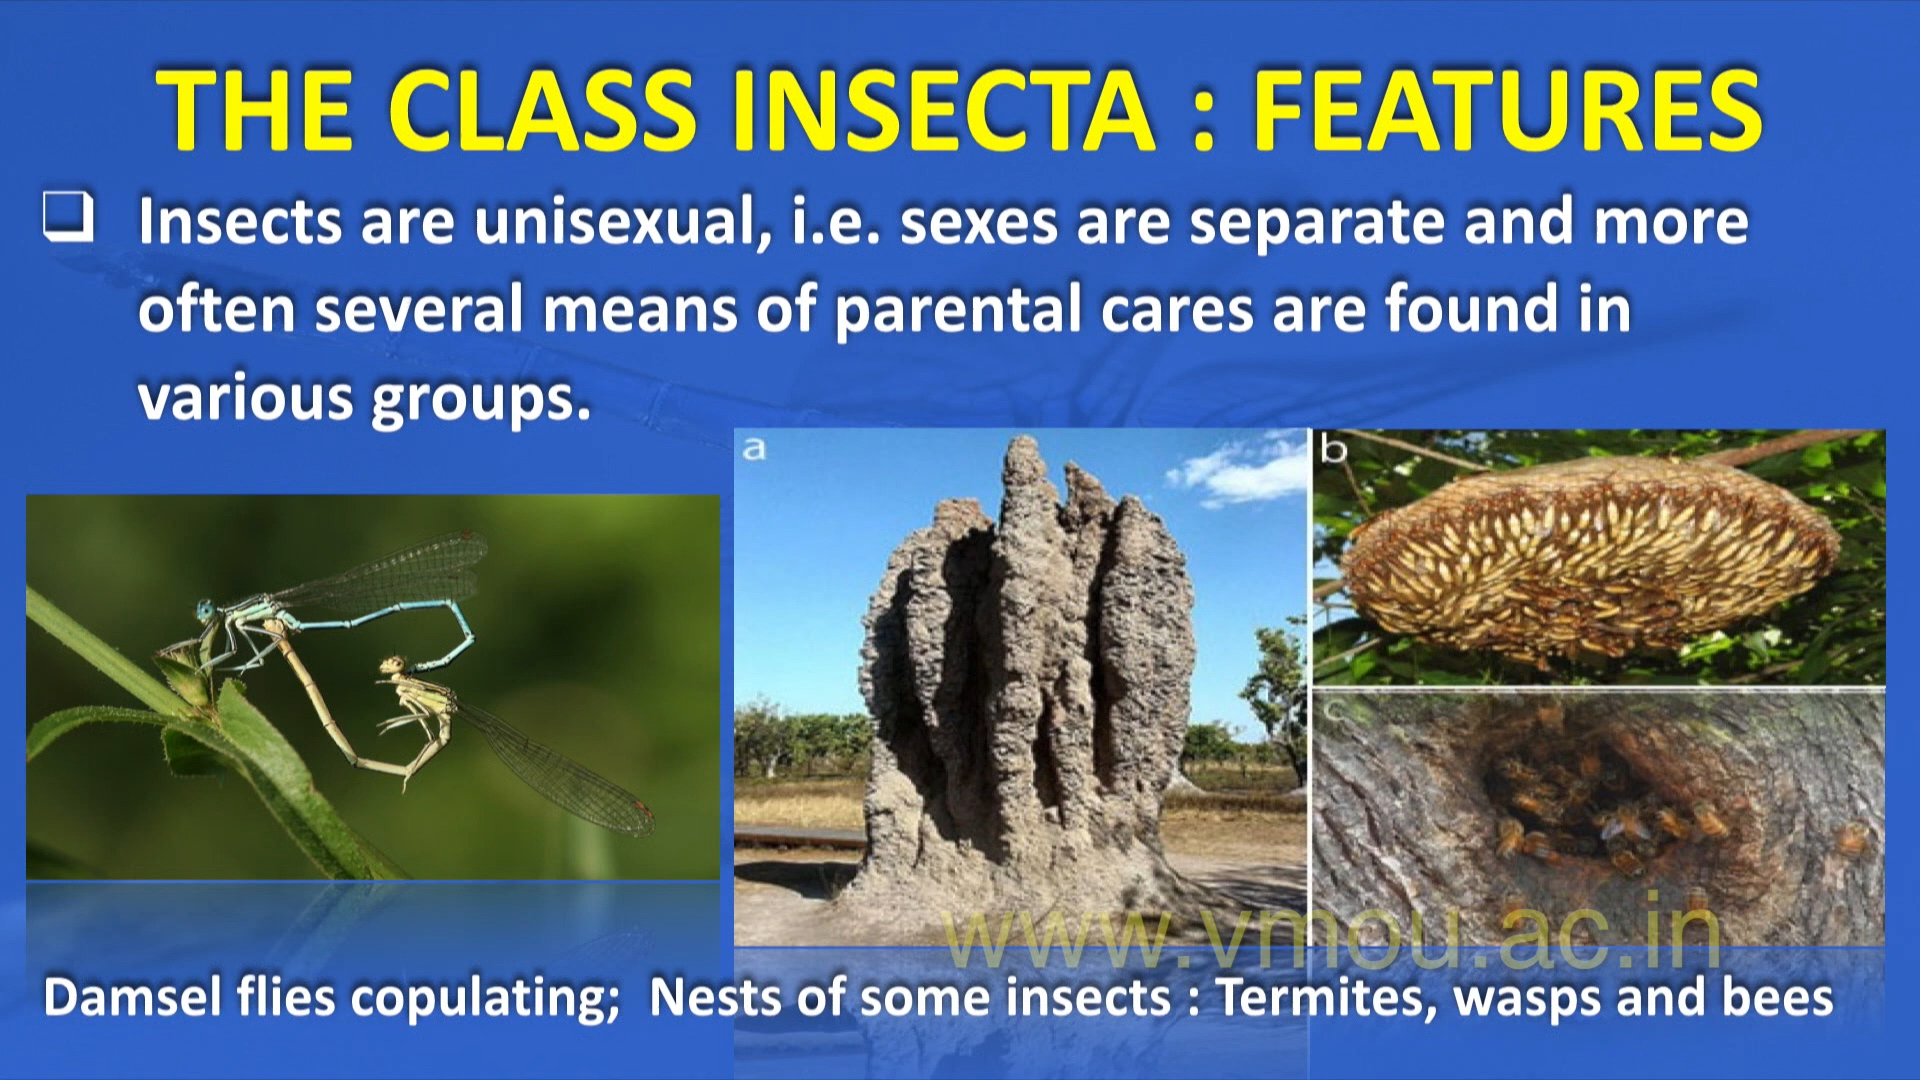 THE CLASS INSECTA : FEATURES
❑ Insects are unisexual, i.e. sexes are separate and more
often several means of parental cares are found in
various groups.
a
b
c
www.vmou.ac.in
Damsel flies copulating; Nests of some insects : Termites, wasps and bees